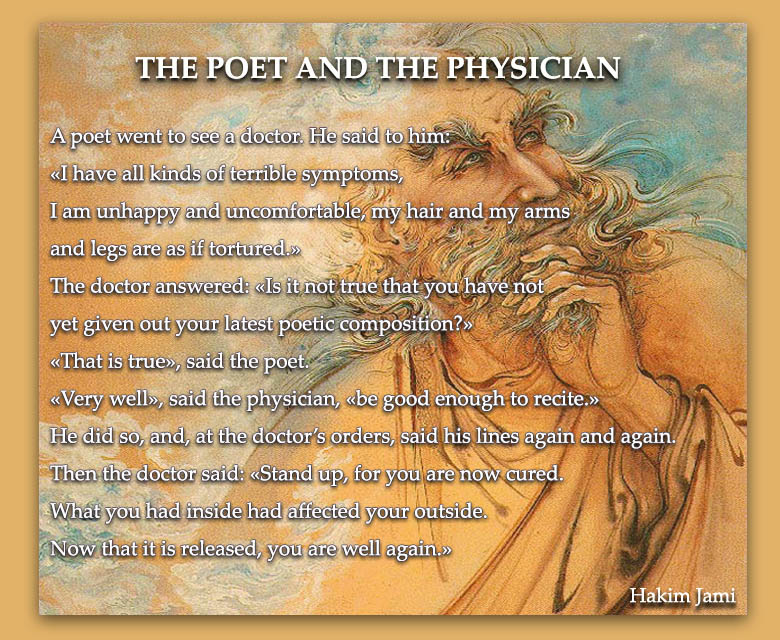 THE POET AND THE PHYSICIAN
A poet went to see a doctor. He said to him:
«I have all kinds of terrible symptoms,
I am unhappy and uncomfortable, my hair and my arms
and legs are as if tortured.»
The doctor answered: «Is it not true that you have not
yet given out your latest poetic composition?»
«That is true», said the poet.
«Very well», said the physician, «be good enough to recite.»
He did so, and, at the doctor’s orders, said his lines again and again.
Then the doctor said: «Stand up, for you are now cured.
What you had inside had affected your outside.
Now that it is released, you are well again.»
Hakim Jami